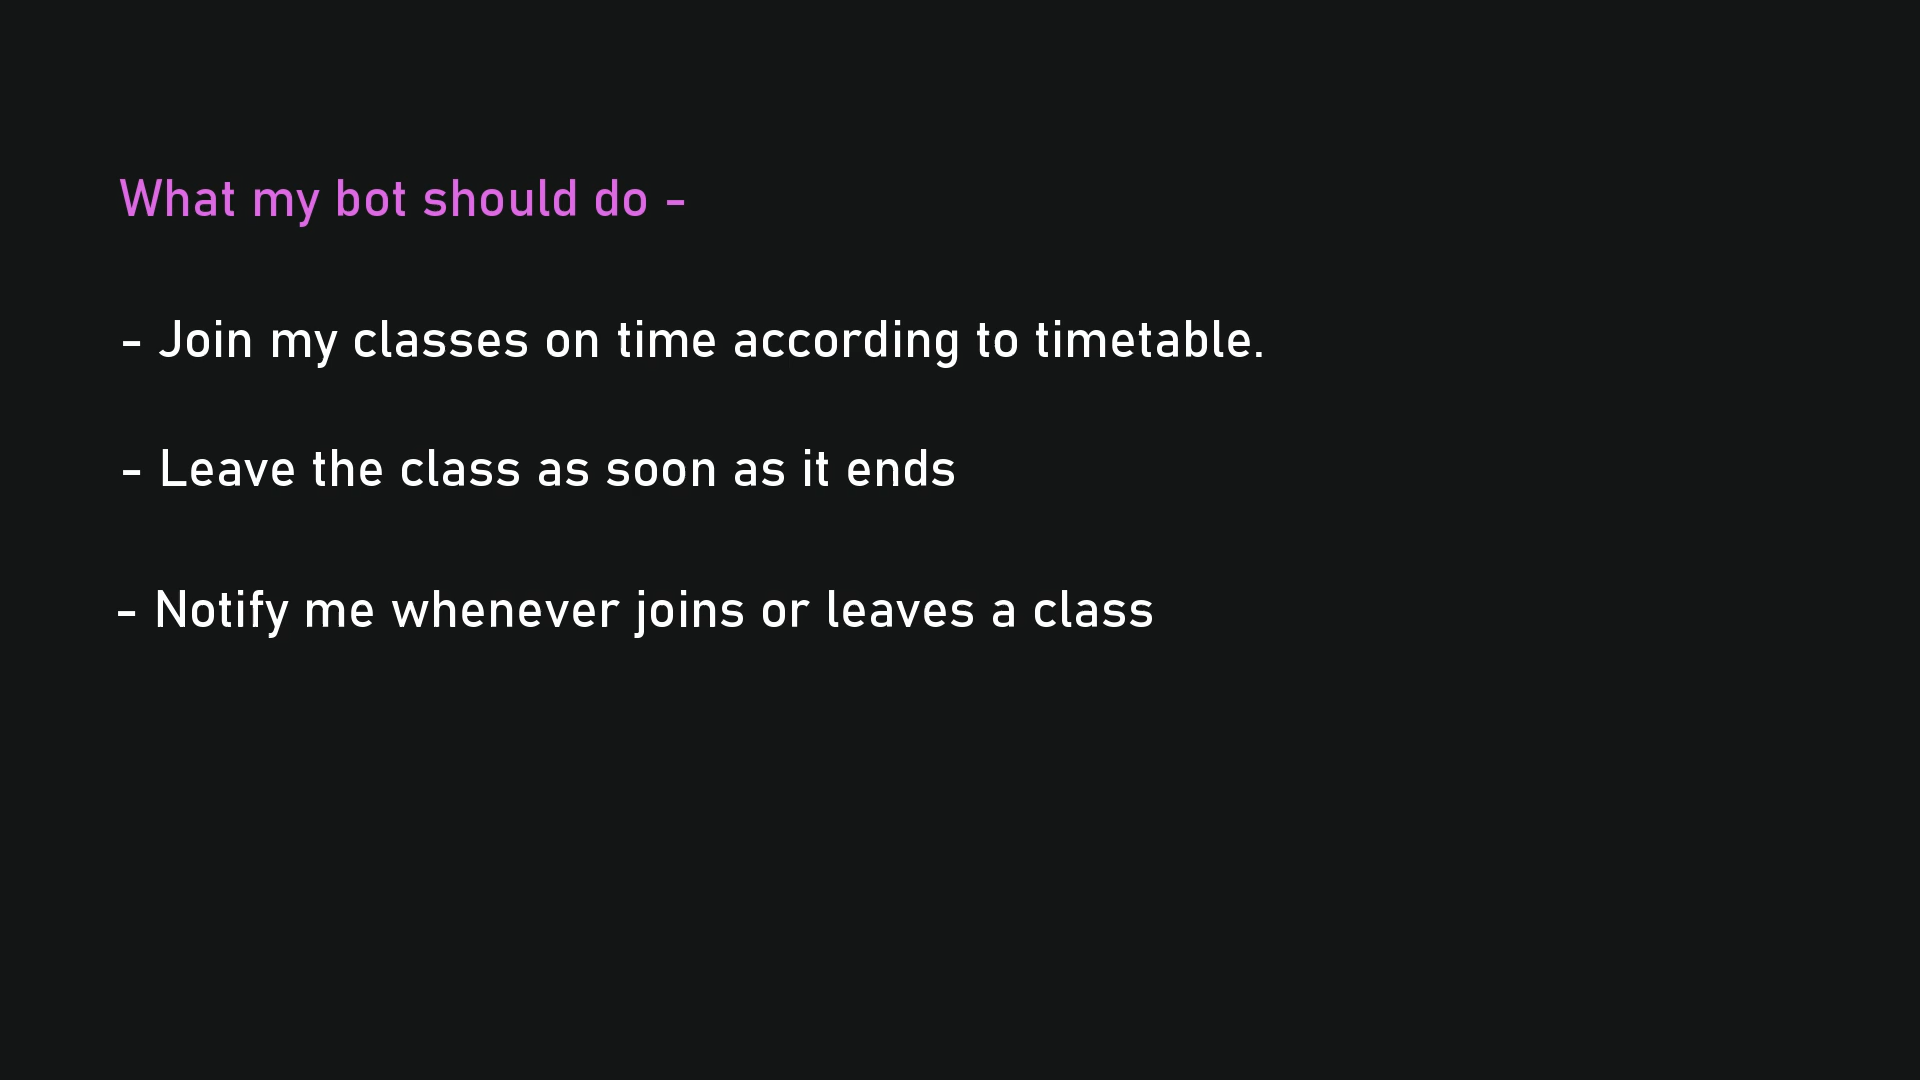 What my bot should do -
- Join my classes on time according to timetable.
- Leave the class as soon as it ends
- Notify me whenever joins or leaves a class